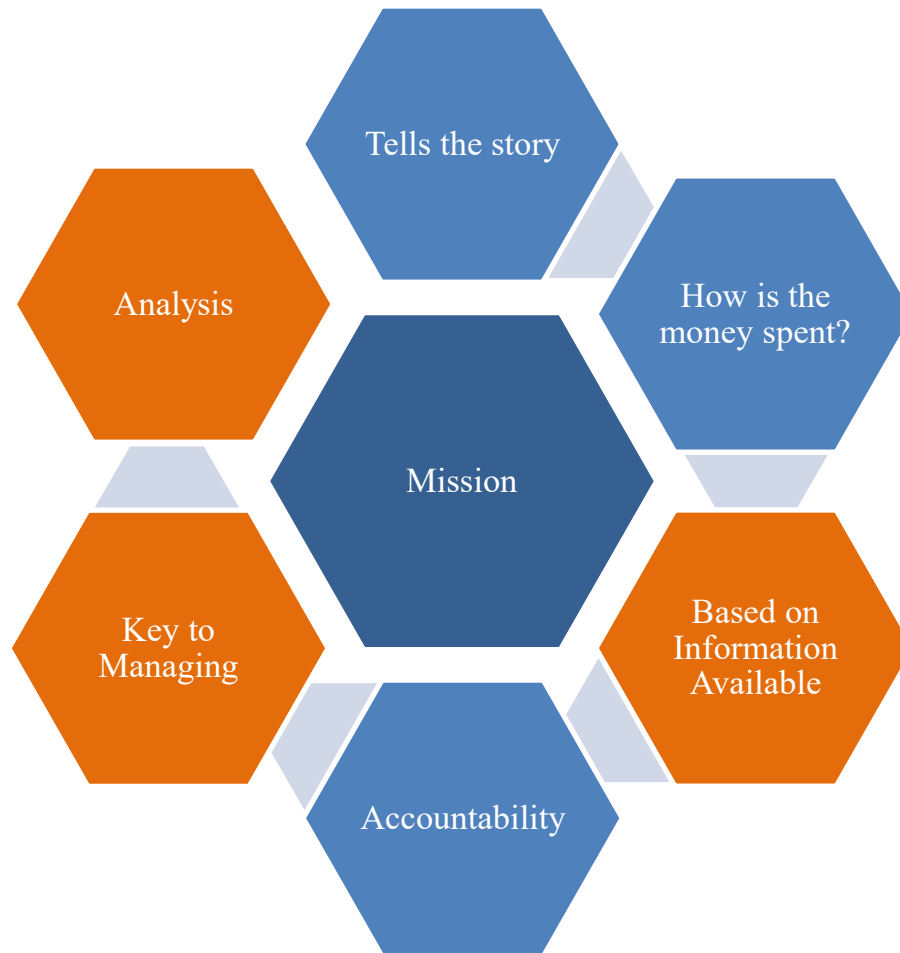 Tells the story
How is the
money spent?
Analysis
Mission
Based on
Information
Available
Key to
Managing
Accountability